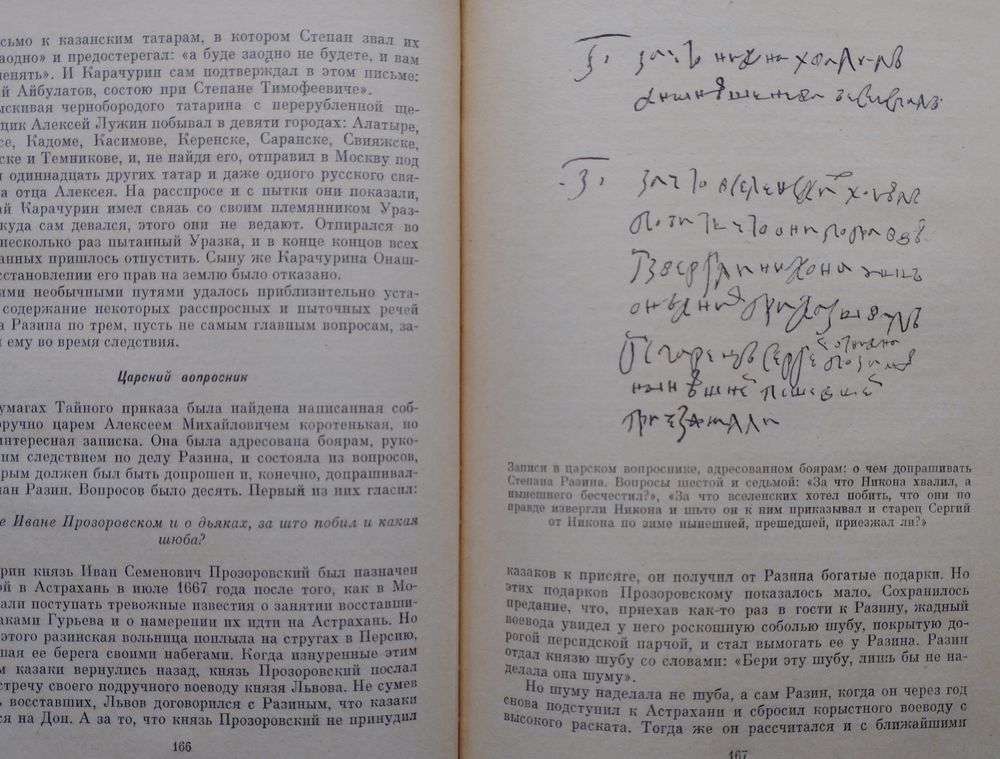 сьмо к казанским татарам, в котором Степан звал их
аодно» и предостерегал: «а буде заодно не будете, и вам
менять». И Карачурин сам подтверждал в этом письме:
й Айбулатов, состою при Степане Тимофеевиче».
ыскивая чернобородого татарина с перерубленной ще-
щик Алексей Лужин побывал в девяти городах: Алатыре,
се, Кадоме, Касимове, Керенске, Саранске, Свияжске,
ске и Темникове, и, не найдя его, отправил в Москву под
и одиннадцать других татар и даже одного русского свя-
а отца Алексея. На расспросе и с пытки они показали,
ай Карачурин имел связь со своим племянником Ураз-
куда сам девался, этого они не ведают. Отпирался во
несколько раз пытанный Уразка, и в конце концов всех
анных пришлось отпустить. Сыну же Карачурина Онаш-
сстановлении его прав на землю было отказано.
ими необычными путями удалось приблизительно уста-
содержание некоторых расспросных и пыточных речей
а Разина по трем, пусть не самым главным вопросам, за-
ему во время следствия.
Царский вопросник
умагах Тайного приказа была найдена написанная соб-
оручно царем Алексеем Михайловичем коротенькая, но
интересная записка. Она была адресована боярам, руко-
им следствием по делу Разина, и состояла из вопросов,
рым должен был быть допрошен и, конечно, допрашивал-
пан Разин. Вопросов было десять. Первый из них гласил:
е Иване Прозоровском и о дьяках, за што побил и какая
шюба?
рин князь Иван Семенович Прозоровский был назначен
ой в Астрахань в июле 1667 года после того, как в Мо-
али поступать тревожные известия о занятии восставши-
аками Гурьева и о намерении их идти на Астрахань. Но
этого разинская вольница поплыла на стругах в Персию,
шая ее берега своими набегами. Когда изнуренные этим
м казаки вернулись назад, князь Прозоровский послал
стречу своего подручного воеводу князя Львова. Не сумев
ь восставших, Львов договорился с Разиным, что казаки
ся на Дон. А за то, что князь Прозоровский не принудил
166
Записи в царском вопроснике, адресованном боярам: о чем допрашивать
Степана Разина. Вопросы шестой и седьмой: «За что Никона хвалил, а
нынешнего бесчестил?», «За что вселенских хотел побить, что они по
правде извергли Никона и шьто он к ним приказывал и старец Сергий
от Никона по зиме нынешней, прешедшей, приезжал ли?»
казаков к присяге, он получил от Разина богатые подарки. Но
этих подарков Прозоровскому показалось мало. Сохранилось
предание, что, приехав как-то раз в гости к Разину, жадный
воевода увидел у него роскошную соболью шубу, покрытую до-
рогой персидской парчой, и стал вымогать ее у Разина. Разин
отдал князю шубу со словами: «Бери эту шубу, лишь бы не на-
делала она шуму».
Но шуму наделала не шуба, а сам Разин, когда он через год
снова подступил к Астрахани и сбросил корыстного воеводу с
высокого раската. Тогда же он рассчитался и с ближайшими
167